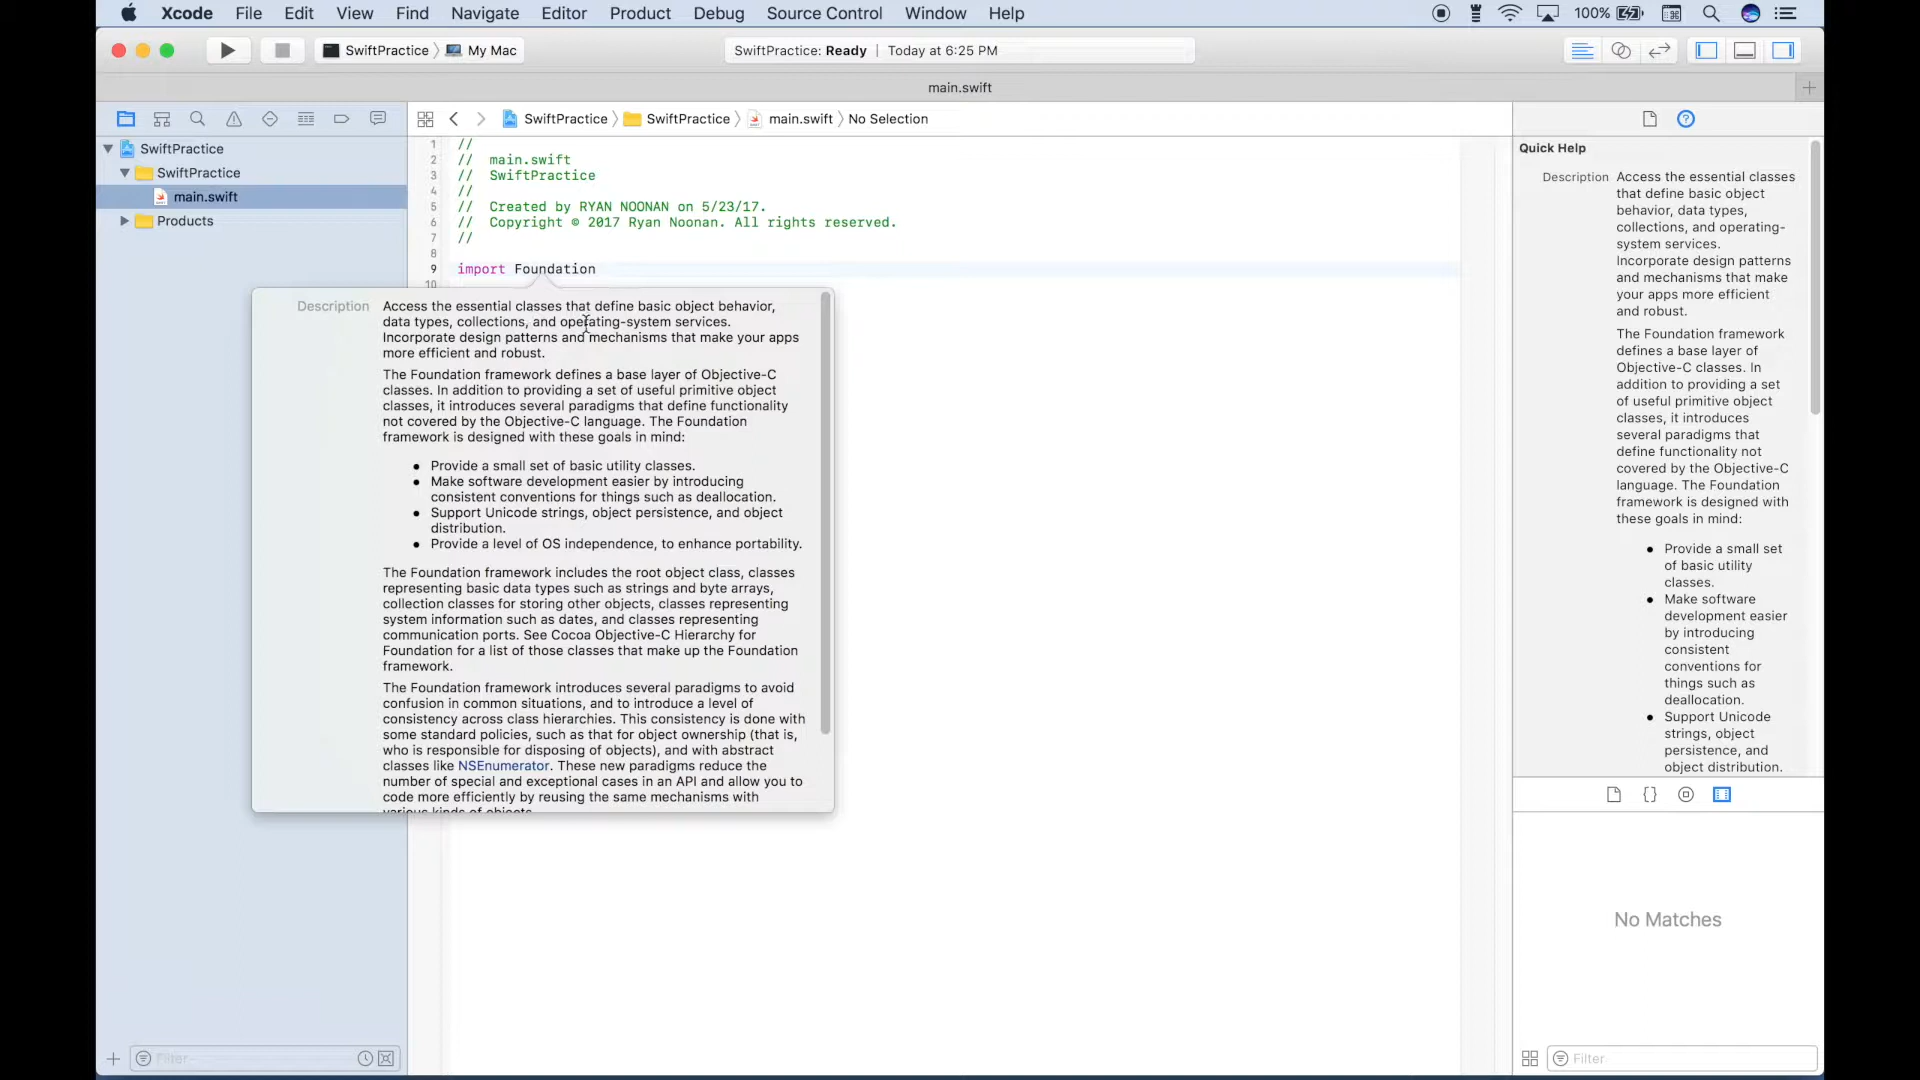 Xcode File Edit View Find Navigate Editor Product Debug Source Control Window Help 100%
SwiftPractice My Mac SwiftPractice: Ready | Today at 6:25 PM
main.swift
SwiftPractice SwiftPractice main.swift No Selection
SwiftPractice
SwiftPractice
main.swift
Products
1 //
2 // main.swift
3 // SwiftPractice
4 //
5 // Created by RYAN NOONAN on 5/23/17.
6 // Copyright © 2017 Ryan Noonan. All rights reserved.
7 //
8
9 import Foundation
10
Description Access the essential classes that define basic object behavior,
data types, collections, and operating-system services.
Incorporate design patterns and mechanisms that make your apps
more efficient and robust.
The Foundation framework defines a base layer of Objective-C
classes. In addition to providing a set of useful primitive object
classes, it introduces several paradigms that define functionality
not covered by the Objective-C language. The Foundation
framework is designed with these goals in mind:
● Provide a small set of basic utility classes.
● Make software development easier by introducing
consistent conventions for things such as deallocation.
● Support Unicode strings, object persistence, and object
distribution.
● Provide a level of OS independence, to enhance portability.
The Foundation framework includes the root object class, classes
representing basic data types such as strings and byte arrays,
collection classes for storing other objects, classes representing
system information such as dates, and classes representing
communication ports. See Cocoa Objective-C Hierarchy for
Foundation for a list of those classes that make up the Foundation
framework.
The Foundation framework introduces several paradigms to avoid
confusion in common situations, and to introduce a level of
consistency across class hierarchies. This consistency is done with
some standard policies, such as that for object ownership (that is,
who is responsible for disposing of objects), and with abstract
classes like NSEnumerator. These new paradigms reduce the
number of special and exceptional cases in an API and allow you to
code more efficiently by reusing the same mechanisms with
various kinds of objects.
Quick Help
Description Access the essential classes
that define basic object
behavior, data types,
collections, and operating-
system services.
Incorporate design patterns
and mechanisms that make
your apps more efficient
and robust.
The Foundation framework
defines a base layer of
Objective-C classes. In
addition to providing a set
of useful primitive object
classes, it introduces
several paradigms that
define functionality not
covered by the Objective-C
language. The Foundation
framework is designed with
these goals in mind:
● Provide a small set
of basic utility
classes.
● Make software
development easier
by introducing
consistent
conventions for
things such as
deallocation.
● Support Unicode
strings, object
persistence, and
object distribution.
{}
No Matches
Filter
Filter